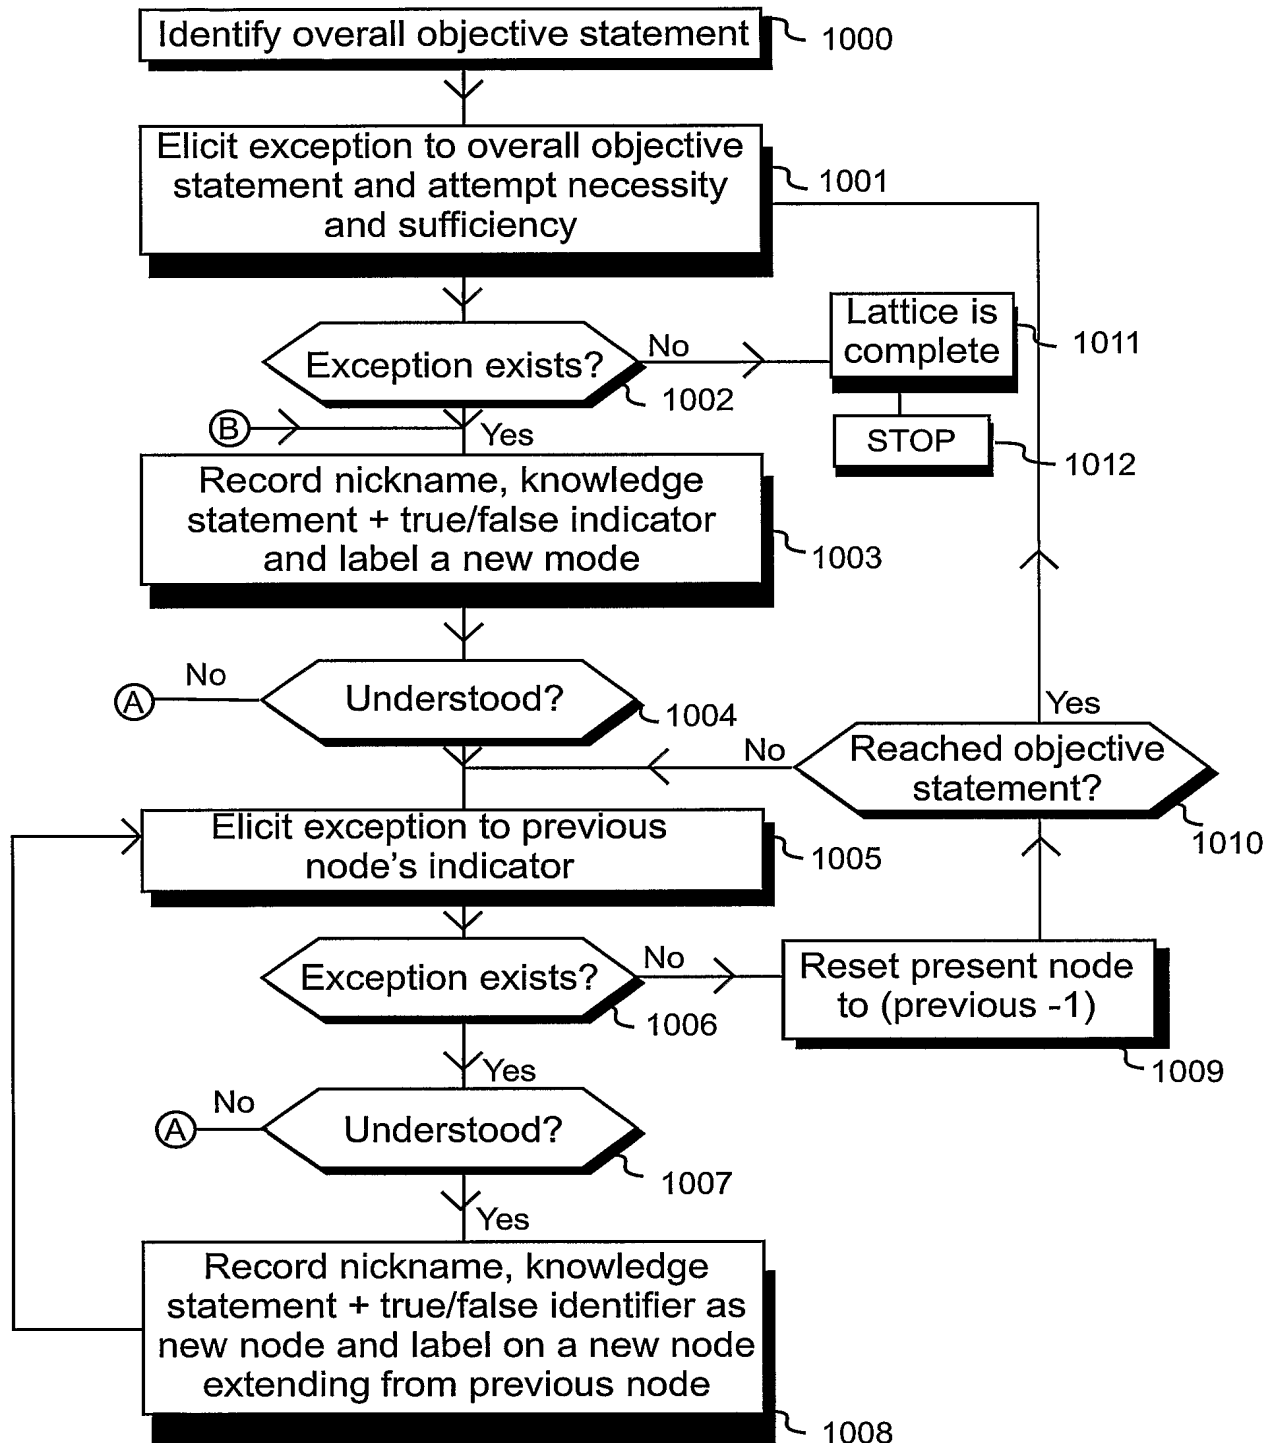 Identify overall objective statement
1000
Elicit exception to overall objective
statement and attempt necessity
and sufficiency
1001
Exception exists?
No
1002
Lattice is
complete
1011
STOP
1012
B
Yes
Record nickname, knowledge
statement + true/false indicator
and label a new mode
1003
A
No
Understood?
1004
No
Yes
Reached objective
statement?
1010
Elicit exception to previous
node's indicator
1005
Exception exists?
No
1006
Reset present node
to (previous -1)
1009
Yes
A
No
Understood?
1007
Yes
Record nickname, knowledge
statement + true/false identifier as
new node and label on a new node
extending from previous node
1008